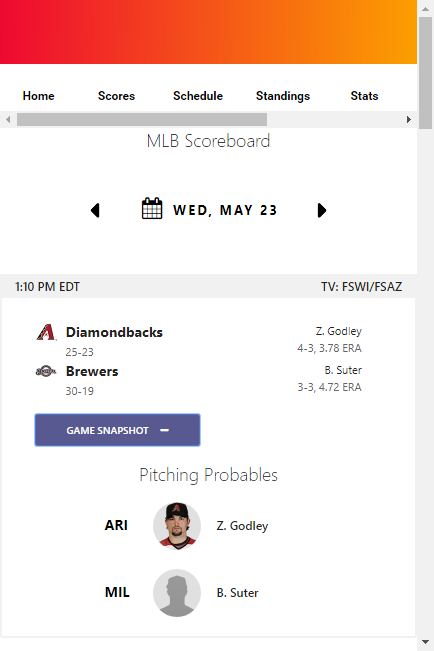 Home Scores Schedule Standings Stats
MLB Scoreboard
WED, MAY 23
1:10 PM EDT TV: FSWI/FSAZ
Diamondbacks Z. Godley
25-23 4-3, 3.78 ERA
Brewers B. Suter
30-19 3-3, 4.72 ERA
GAME SNAPSHOT
Pitching Probables
ARI Z. Godley
MIL B. Suter